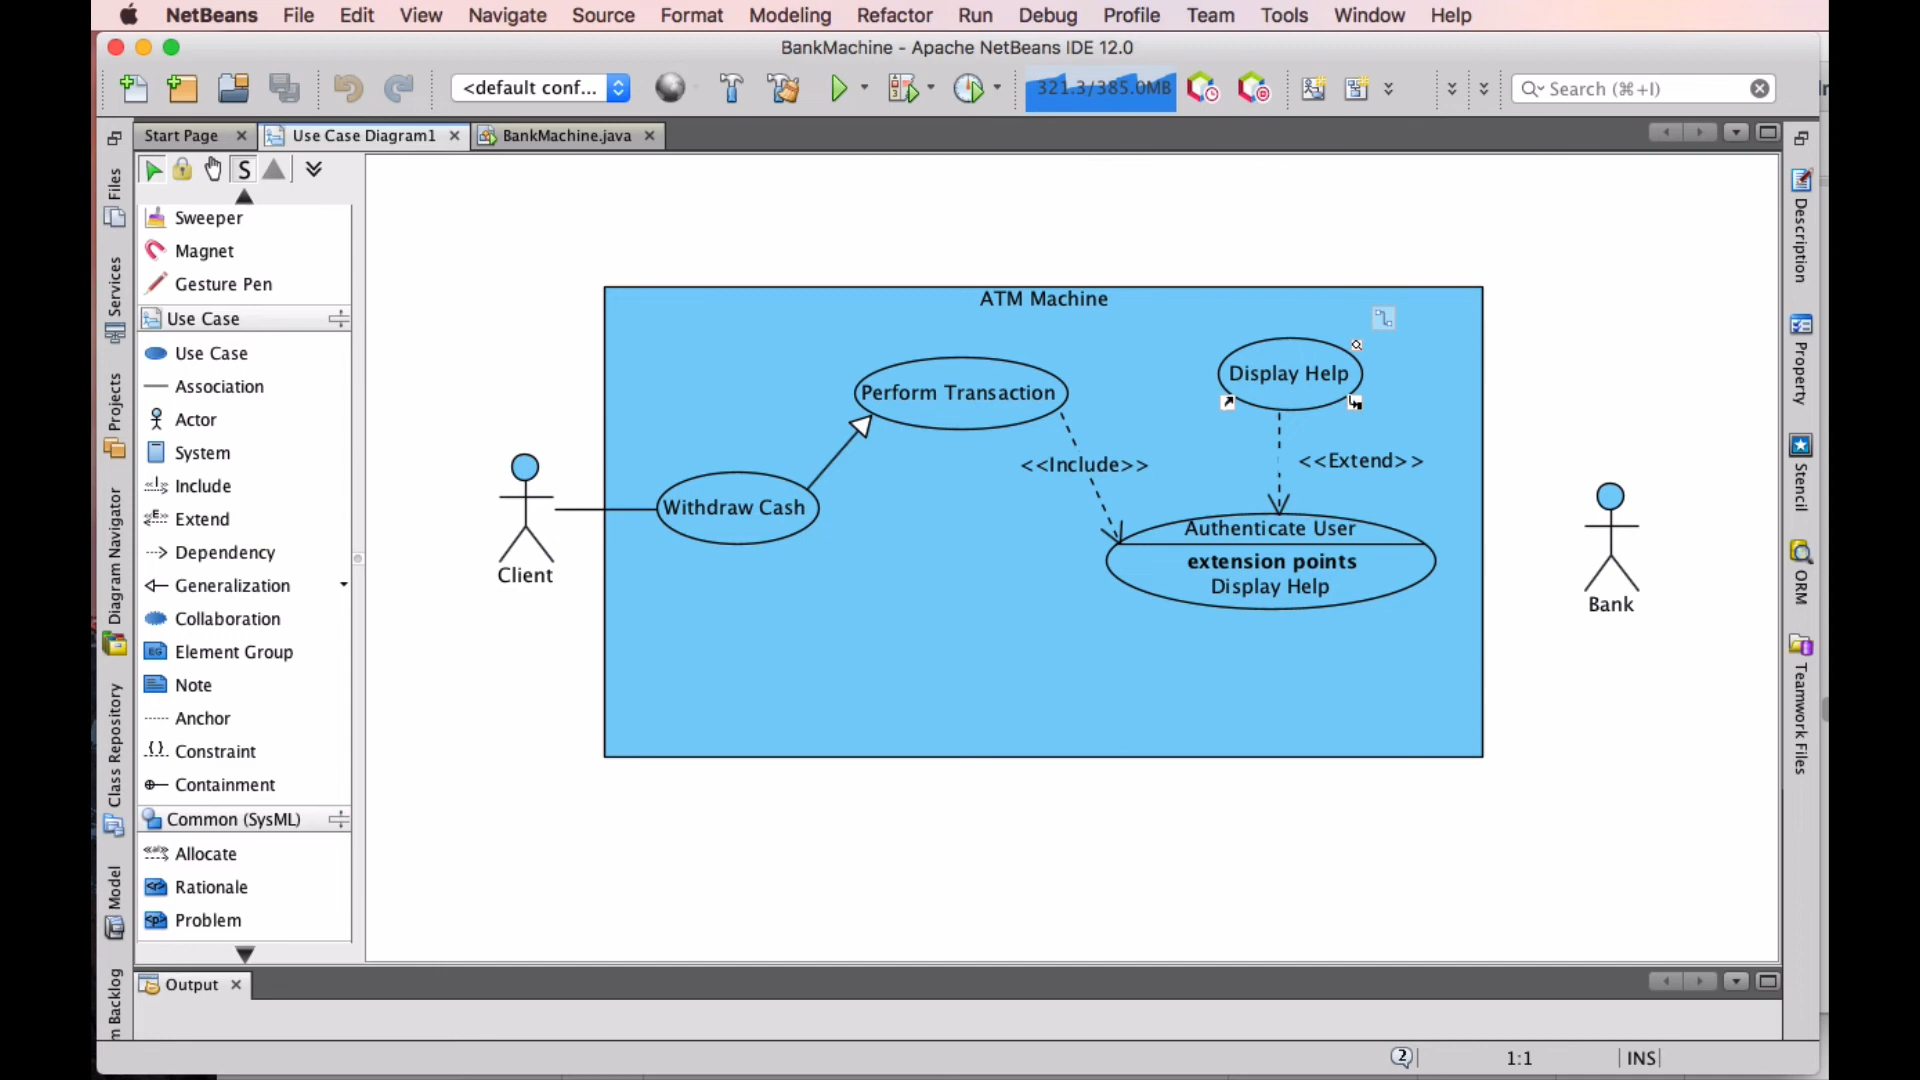 NetBeans File Edit View Navigate Source Format Modeling Refactor Run Debug Profile Team Tools Window Help
BankMachine - Apache NetBeans IDE 12.0
<default conf...
321.3/385.0MB
Search (⌘+I)
Start Page
Use Case Diagram1
BankMachine.java
S
Files
Services
Projects
Diagram Navigator
Class Repository
Model
m Backlog
Sweeper
Magnet
Gesture Pen
Use Case
Use Case
Association
Actor
System
Include
Extend
Dependency
Generalization
Collaboration
Element Group
Note
Anchor
Constraint
Containment
Common (SysML)
Allocate
Rationale
Problem
ATM Machine
Perform Transaction
Display Help
<<Include>>
<<Extend>>
Withdraw Cash
Client
Authenticate User
extension points
Display Help
Bank
Description
Property
Stencil
ORM
Teamwork Files
Output
2
1:1
INS